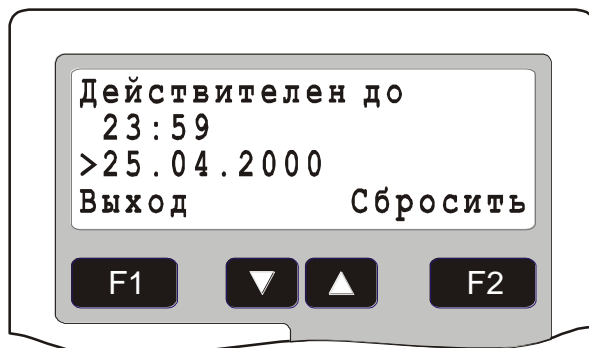 Действителен до
23:59
>25.04.2000
Выход Сбросить
F1 F2